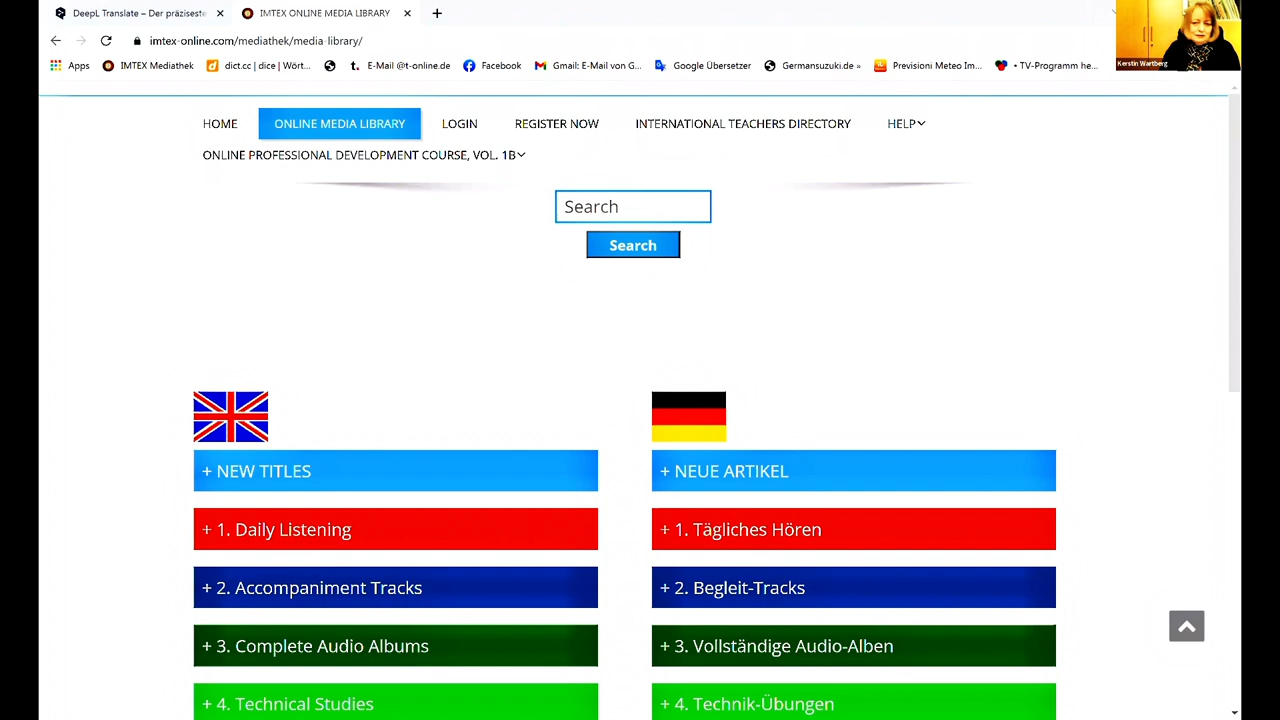 DeepL Translate – Der präziseste
IMTEX ONLINE MEDIA LIBRARY
imtex-online.com/mediathek/media-library/
Apps IMTEX Mediathek dict.cc | dice | Wört... t. E-Mail @t-online.de Facebook Gmail: E-Mail von G... Google Übersetzer Germansuzuki.de » Previsioni Meteo Im... • TV-Programm he...
Kerstin Wartberg
HOME ONLINE MEDIA LIBRARY LOGIN REGISTER NOW INTERNATIONAL TEACHERS DIRECTORY HELP
ONLINE PROFESSIONAL DEVELOPMENT COURSE, VOL. 1B
Search
Search
+ NEW TITLES
+ 1. Daily Listening
+ 2. Accompaniment Tracks
+ 3. Complete Audio Albums
+ 4. Technical Studies
+ NEUE ARTIKEL
+ 1. Tägliches Hören
+ 2. Begleit-Tracks
+ 3. Vollständige Audio-Alben
+ 4. Technik-Übungen